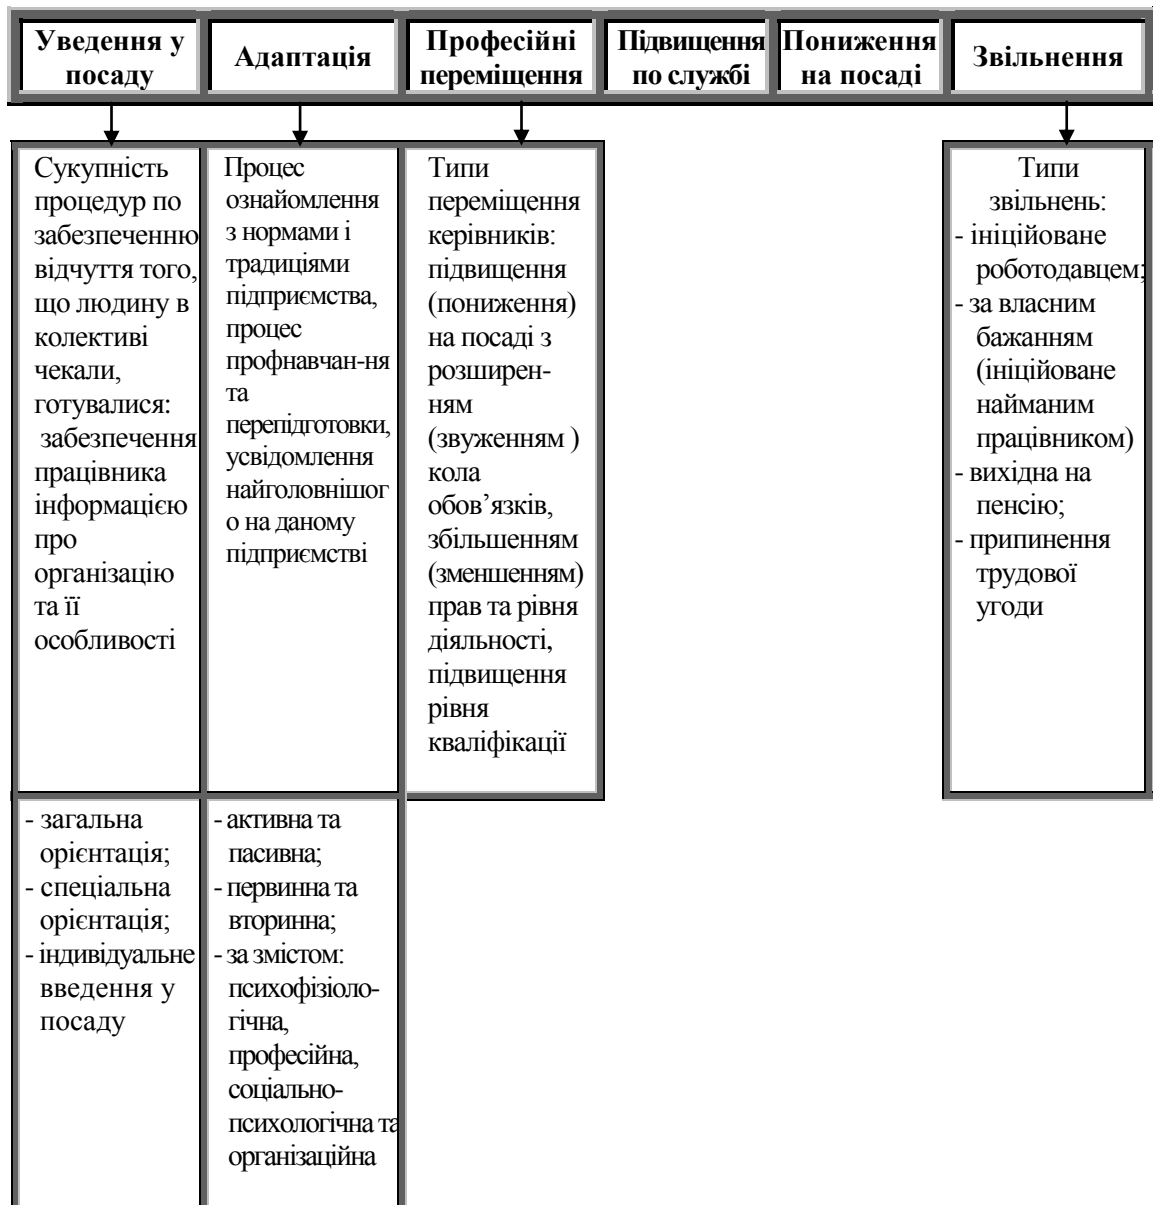 Уведення у
посаду
Адаптація
Професійні
переміщення
Підвищення
по службі
Пониження
на посаді
Звільнення
Сукупність
процедур по
забезпеченню
відчуття того,
що людину в
колективі
чекали,
готувалися:
забезпечення
працівника
інформацією
про
організацію
та її
особливості
Процес
ознайомлення
з нормами і
традиціями
підприємства,
процес
профнавчан-ня
та
перепідготовки,
усвідомлення
найголовнішог
о на даному
підприємстві
Типи
переміщення
керівників:
підвищення
(пониження)
на посаді з
розширен-
ням
(звуженням )
кола
обов’язків,
збільшенням
(зменшенням)
прав та рівня
діяльності,
підвищення
рівня
кваліфікації
Типи
звільнень:
- ініційоване
роботодавцем;
- за власним
бажанням
(ініційоване
найманим
працівником)
- вихідна на
пенсію;
- припинення
трудової
угоди
- загальна
орієнтація;
- спеціальна
орієнтація;
- індивідуальне
введення у
посаду
- активна та
пасивна;
- первинна та
вторинна;
- за змістом:
психофізіоло-
гічна,
професійна,
соціально-
психологічна та
організаційна